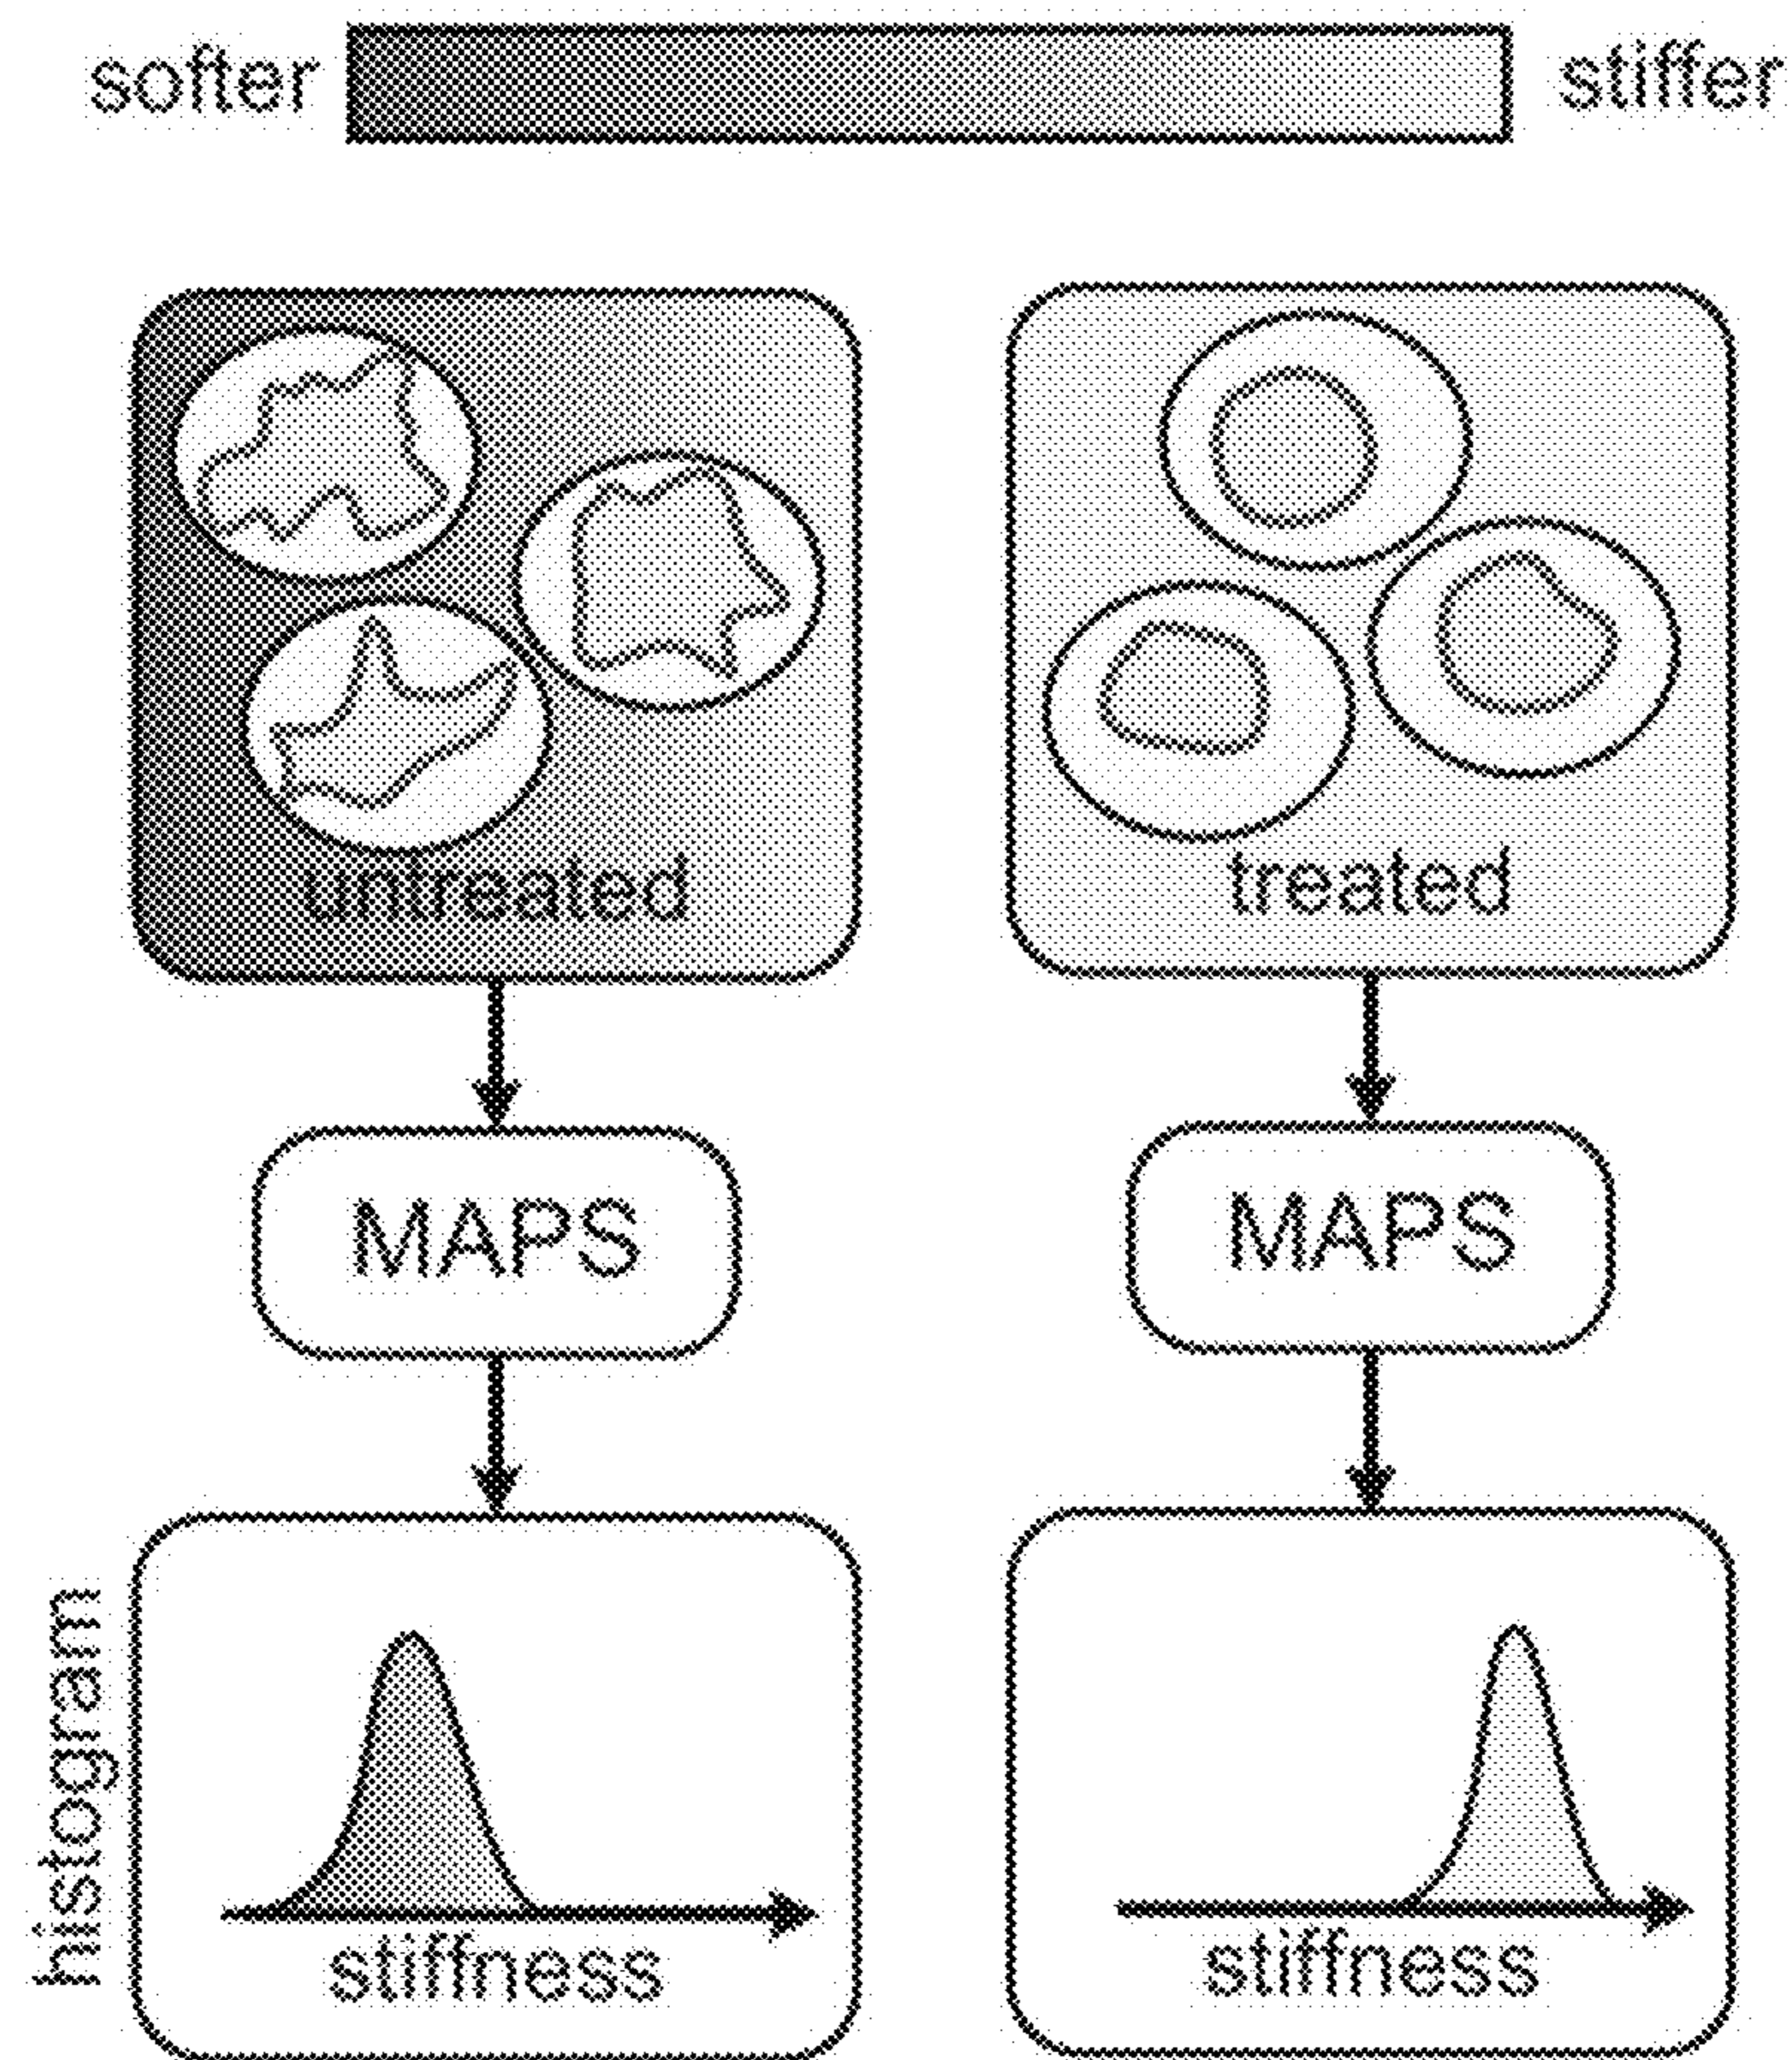 softer
stiffer
untreated
treated
MAPS
MAPS
histogram
stiffness
stiffness